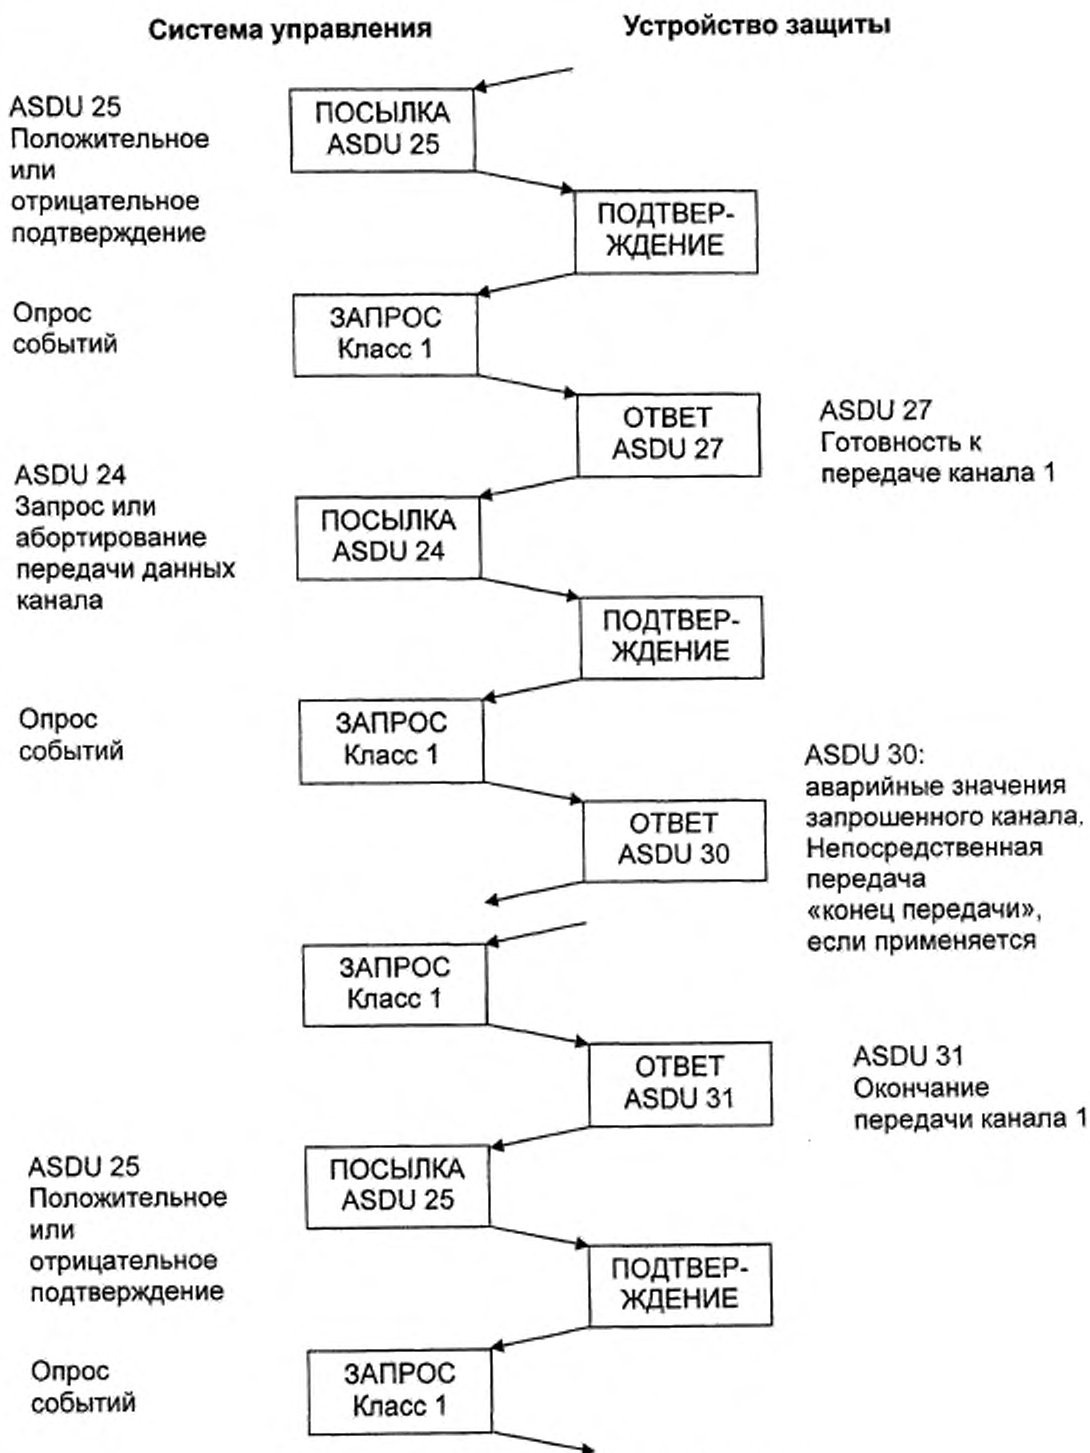 Система управления
Устройство защиты
ASDU 25
Положительное
или
отрицательное
подтверждение
ПОСЫЛКА
ASDU 25
ПОДТВЕР-
ЖДЕНИЕ
Опрос
событий
ЗАПРОС
Класс 1
ОТВЕТ
ASDU 27
ASDU 27
Готовность к
передаче канала 1
ASDU 24
Запрос или
абортирование
передачи данных
канала
ПОСЫЛКА
ASDU 24
ПОДТВЕР-
ЖДЕНИЕ
Опрос
событий
ЗАПРОС
Класс 1
ОТВЕТ
ASDU 30
ASDU 30:
аварийные значения
запрошенного канала.
Непосредственная
передача
«конец передачи»,
если применяется
ЗАПРОС
Класс 1
ОТВЕТ
ASDU 31
ASDU 31
Окончание
передачи канала 1
ASDU 25
Положительное
или
отрицательное
подтверждение
ПОСЫЛКА
ASDU 25
ПОДТВЕР-
ЖДЕНИЕ
Опрос
событий
ЗАПРОС
Класс 1